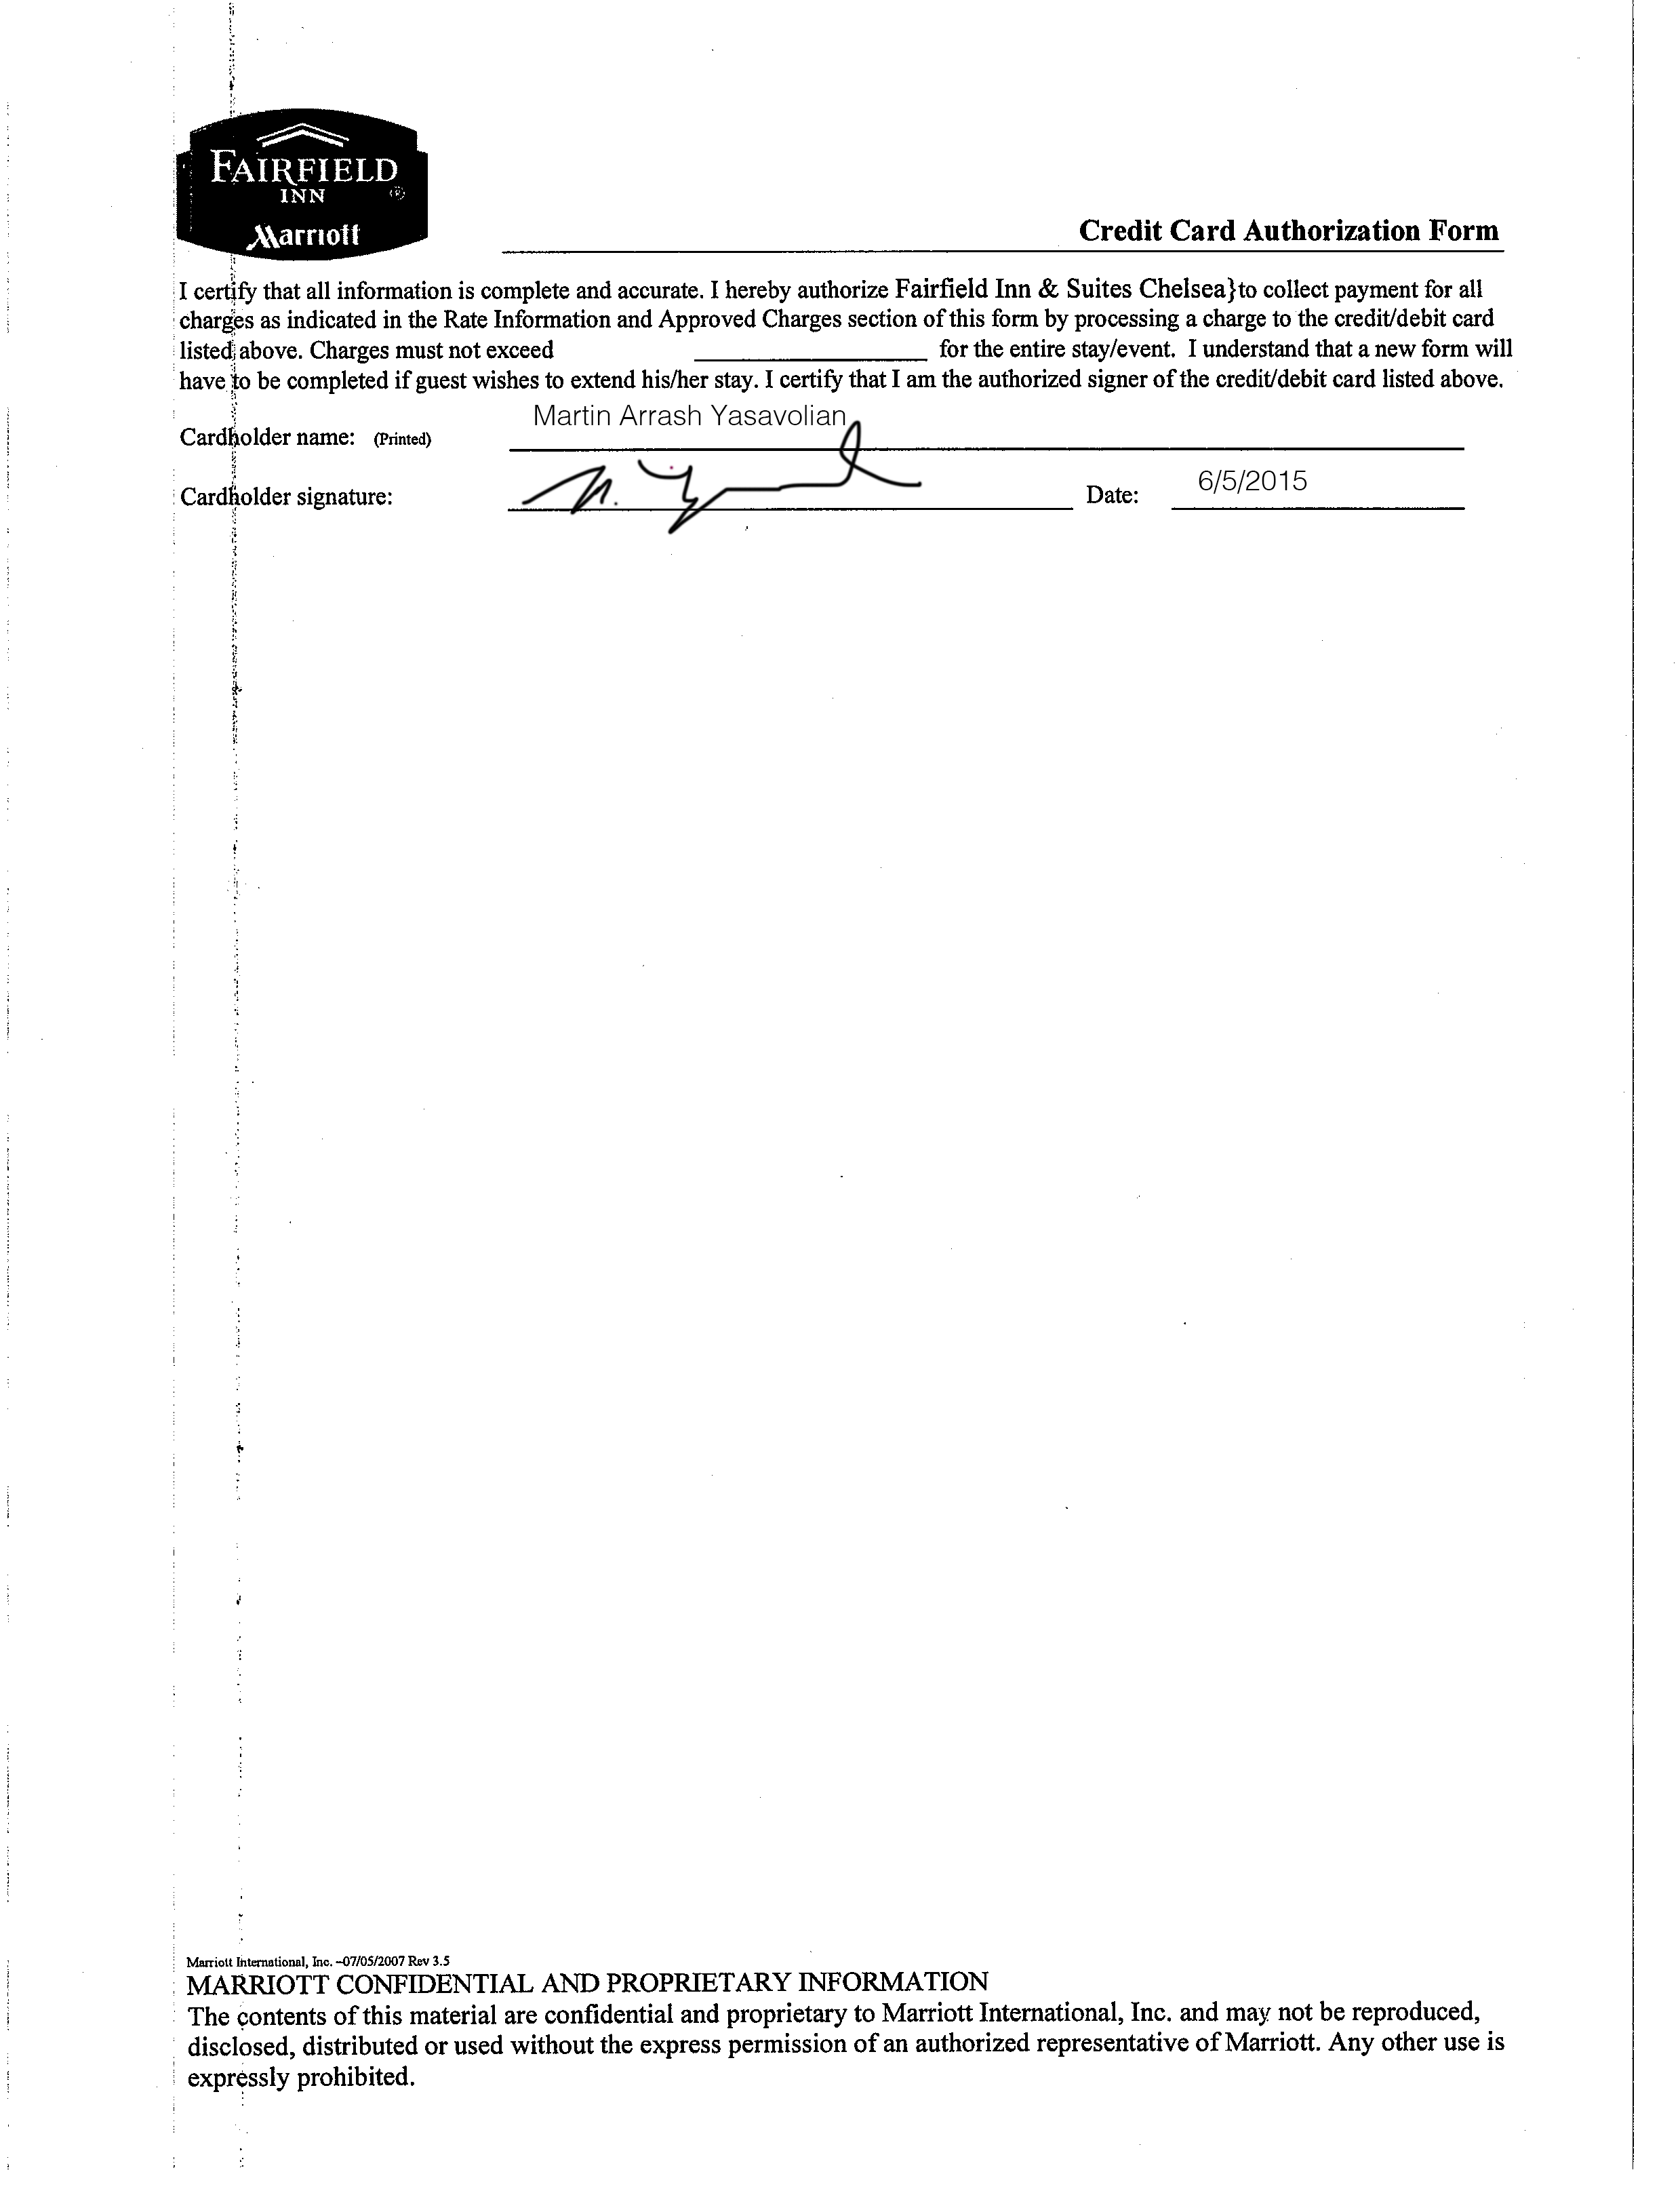 FAIRFIELD
INN ®
Marriott
Credit Card Authorization Form
I certify that all information is complete and accurate. I hereby authorize Fairfield Inn & Suites Chelsea}to collect payment for all
charges as indicated in the Rate Information and Approved Charges section of this form by processing a charge to the credit/debit card
listed above. Charges must not exceed ____________ for the entire stay/event. I understand that a new form will
have to be completed if guest wishes to extend his/her stay. I certify that I am the authorized signer of the credit/debit card listed above.
Cardholder name: (Printed) Martin Arrash Yasavolian
Cardholder signature: Date: 6/5/2015
Marriott International, Inc. –07/05/2007 Rev 3.5
MARRIOTT CONFIDENTIAL AND PROPRIETARY INFORMATION
The contents of this material are confidential and proprietary to Marriott International, Inc. and may not be reproduced,
disclosed, distributed or used without the express permission of an authorized representative of Marriott. Any other use is
expressly prohibited.